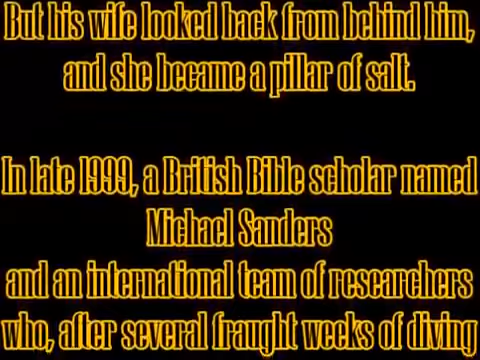 But his wife looked back from behind him,
and she became a pillar of salt.
In late 1999, a British Bible scholar named
Michael Sanders
and an international team of researchers
who, after several fraught weeks of diving